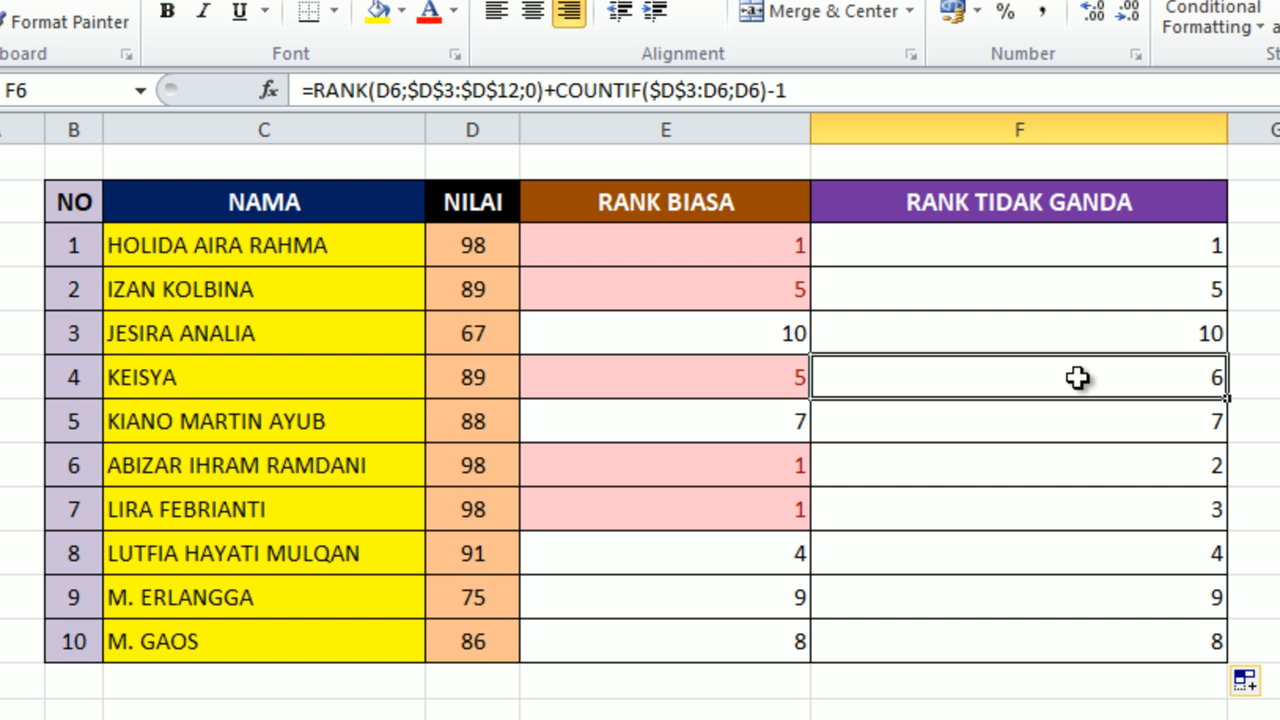 Format Painter
B I U
A
Merge & Center
%
,
.00
.00
Conditional
Formatting
board
Font
Alignment
Number
F6
fx
=RANK(D6;$D$3:$D$12;0)+COUNTIF($D$3:D6;D6)-1
B C D E F
NO NAMA NILAI RANK BIASA RANK TIDAK GANDA
1 HOLIDA AIRA RAHMA 98 1 1
2 IZAN KOLBINA 89 5 5
3 JESIRA ANALIA 67 10 10
4 KEISYA 89 5 6
5 KIANO MARTIN AYUB 88 7 7
6 ABIZAR IHRAM RAMDANI 98 1 2
7 LIRA FEBRIANTI 98 1 3
8 LUTFIA HAYATI MULQAN 91 4 4
9 M. ERLANGGA 75 9 9
10 M. GAOS 86 8 8